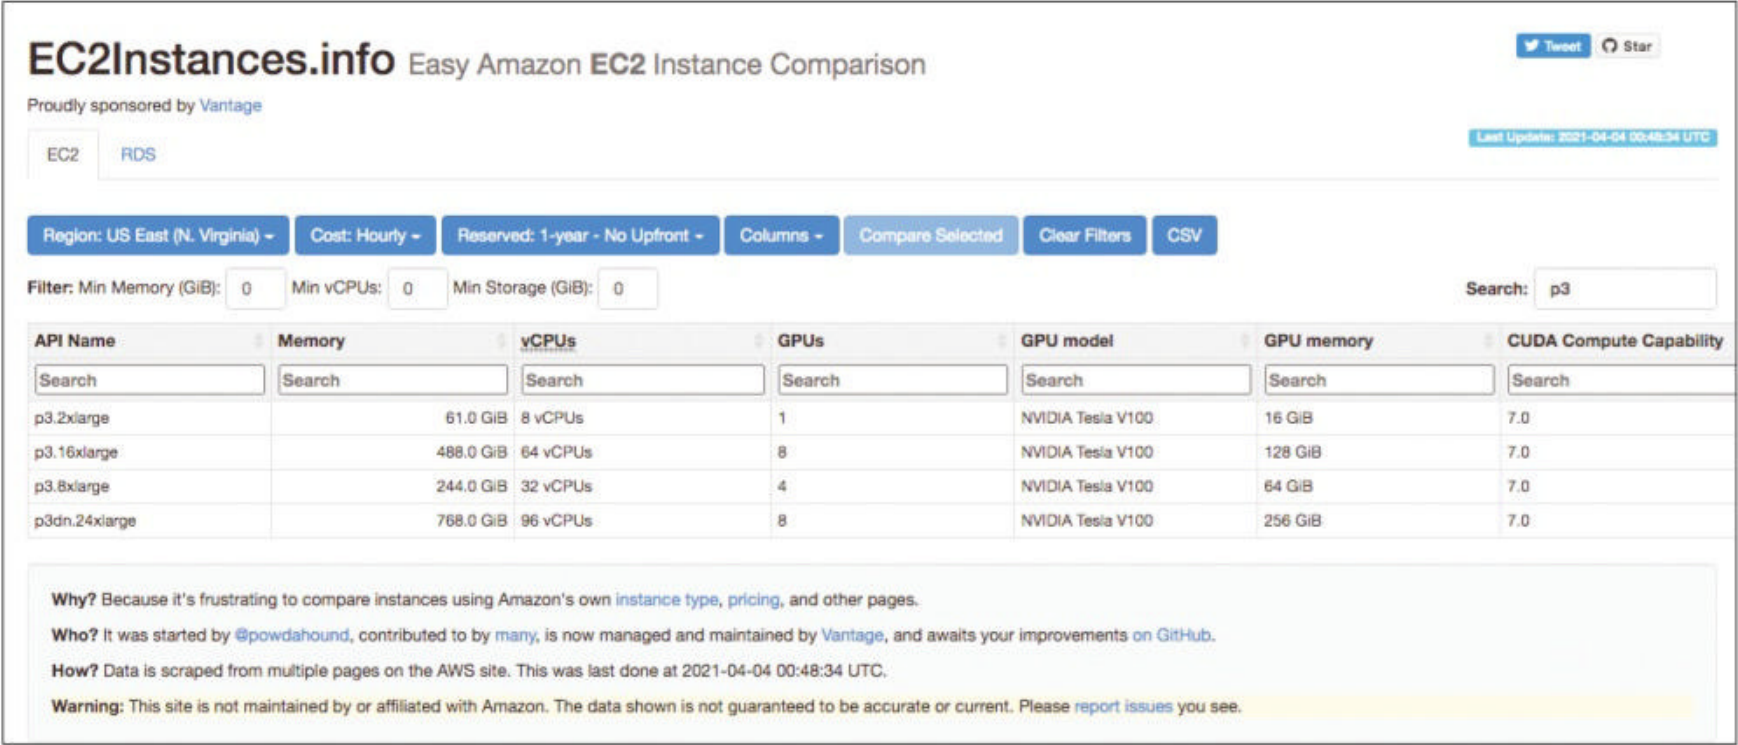 EC2Instances.info Easy Amazon EC2 Instance Comparison
Tweet Star
Proudly sponsored by Vantage
EC2 RDS
Last Update: 2021-04-04 00:48:34 UTC
Region: US East (N. Virginia) Cost: Hourly Reserved: 1-year - No Upfront Columns Compare Selected Clear Filters CSV
Filter: Min Memory (GiB): 0 Min vCPUs: 0 Min Storage (GiB): 0 Search: p3
API Name Memory vCPUs GPUs GPU model GPU memory CUDA Compute Capability
Search Search Search Search Search Search Search
p3.2xlarge 61.0 GiB 8 vCPUs 1 NVIDIA Tesla V100 16 GiB 7.0
p3.16xlarge 488.0 GiB 64 vCPUs 8 NVIDIA Tesla V100 128 GiB 7.0
p3.8xlarge 244.0 GiB 32 vCPUs 4 NVIDIA Tesla V100 64 GiB 7.0
p3dn.24xlarge 768.0 GiB 96 vCPUs 8 NVIDIA Tesla V100 256 GiB 7.0
Why? Because it's frustrating to compare instances using Amazon's own instance type, pricing, and other pages.
Who? It was started by @powdahound, contributed to by many, is now managed and maintained by Vantage, and awaits your improvements on GitHub.
How? Data is scraped from multiple pages on the AWS site. This was last done at 2021-04-04 00:48:34 UTC.
Warning: This site is not maintained by or affiliated with Amazon. The data shown is not guaranteed to be accurate or current. Please report issues you see.